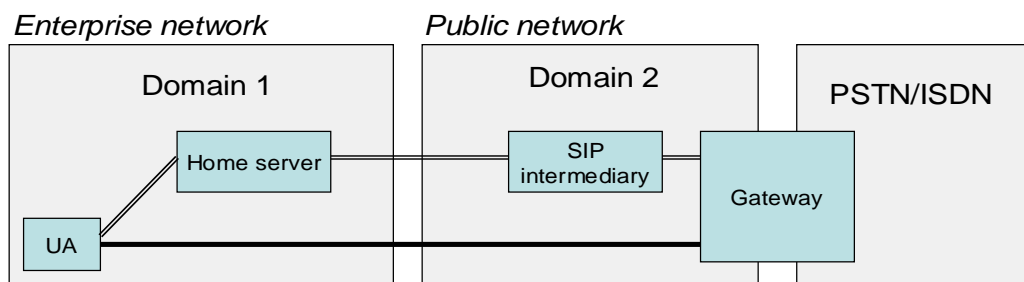 Enterprise network
Public network
Domain 1
Domain 2
PSTN/ISDN
Home server
SIP
intermediary
Gateway
UA